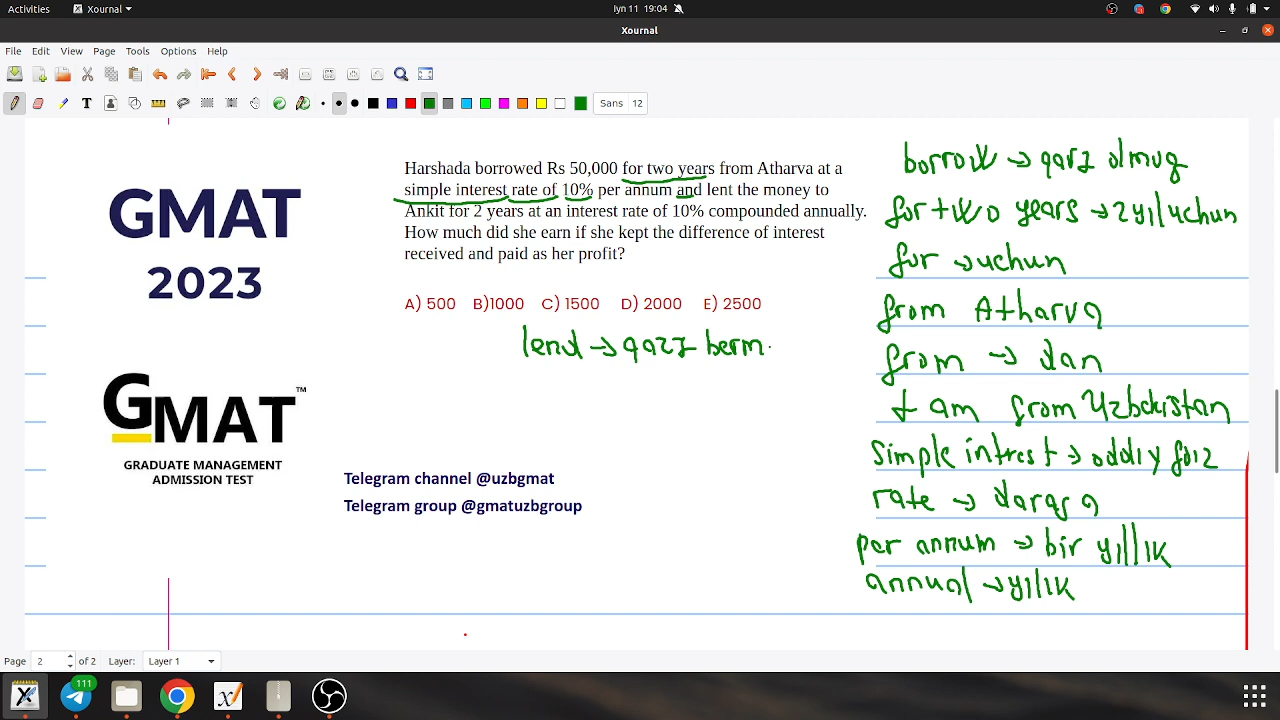 Activities
Xournal
lyn 11 19:04
Xournal
File Edit View Page Tools Options Help
Sans 12
Harshada borrowed Rs 50,000 for two years from Atharva at a
simple interest rate of 10% per annum and lent the money to
Ankit for 2 years at an interest rate of 10% compounded annually.
How much did she earn if she kept the difference of interest
received and paid as her profit?
A) 500 B)1000 C) 1500 D) 2000 E) 2500
lend → qarz berm
GMAT
2023
GMAT™
GRADUATE MANAGEMENT
ADMISSION TEST
Telegram channel @uzbgmat
Telegram group @gmatuzbgroup
borrow → qarz olmuq
for two years → 2 yil uchun
for → uchun
from Atharva
from → dan
I am from Uzbekistan
simple intrest → oddiy foiz
rate → daraja
per annum → bir yillik
annual → yillik
Page 2 of 2 Layer: Layer 1
111